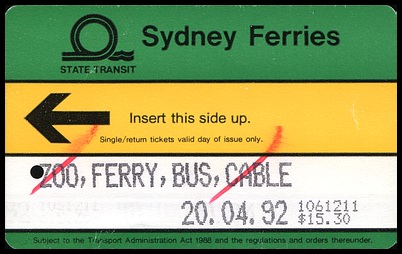 Sydney Ferries
STATE TRANSIT
Insert this side up.
Single/return tickets valid day of issue only.
ZOO, FERRY, BUS, CABLE
20.04.92 1061211
$15.30
Subject to the Transport Administration Act 1988 and the regulations and orders thereunder.